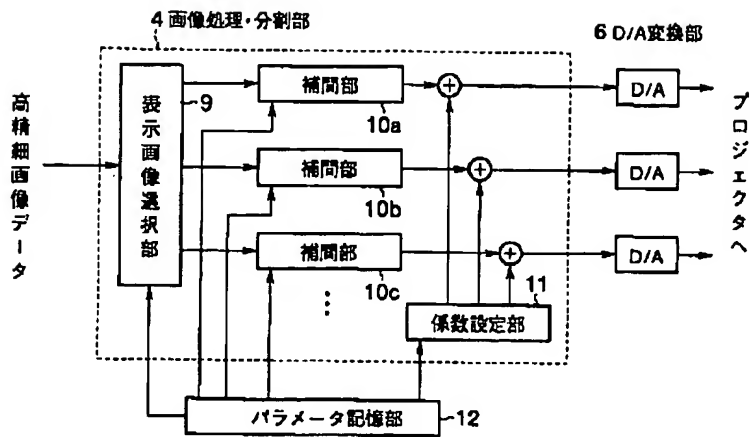 4 画像処理・分割部
6 D/A変換部
高精細画像データ
表示画像選択部
9
補間部
10a
補間部
10b
補間部
10c
⋮
11
係数設定部
D/A
D/A
D/A
プロジェクタへ
パラメータ記憶部
12